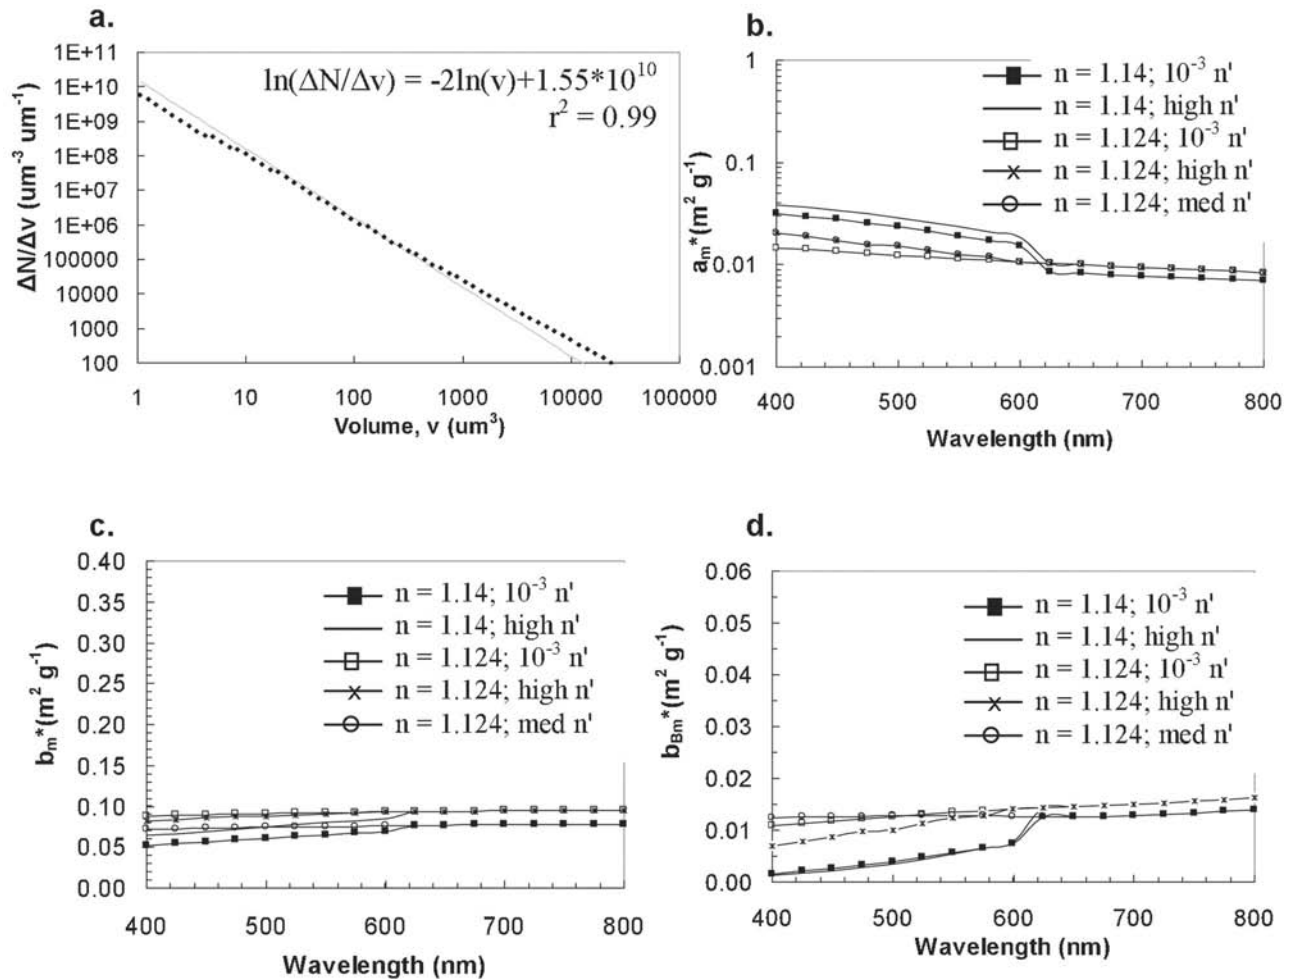 a.
1E+11
1E+10
1E+09
1E+08
1E+07
1E+06
100000
10000
1000
100
ΔN/Δv (um⁻³ um⁻¹)
ln(ΔN/Δv) = -2ln(v)+1.55*10¹⁰
r² = 0.99
1 10 100 1000 10000 100000
Volume, v (um³)
b.
1
0.1
0.01
0.001
aₘ*(m² g⁻¹)
n = 1.14; 10⁻³ n'
n = 1.14; high n'
n = 1.124; 10⁻³ n'
n = 1.124; high n'
n = 1.124; med n'
400 500 600 700 800
Wavelength (nm)
c.
0.40
0.35
0.30
0.25
0.20
0.15
0.10
0.05
0.00
bₘ*(m² g⁻¹)
n = 1.14; 10⁻³ n'
n = 1.14; high n'
n = 1.124; 10⁻³ n'
n = 1.124; high n'
n = 1.124; med n'
400 500 600 700 800
Wavelength (nm)
d.
0.06
0.05
0.04
0.03
0.02
0.01
0.00
b_Bm*(m² g⁻¹)
n = 1.14; 10⁻³ n'
n = 1.14; high n'
n = 1.124; 10⁻³ n'
n = 1.124; high n'
n = 1.124; med n'
400 500 600 700 800
Wavelength (nm)